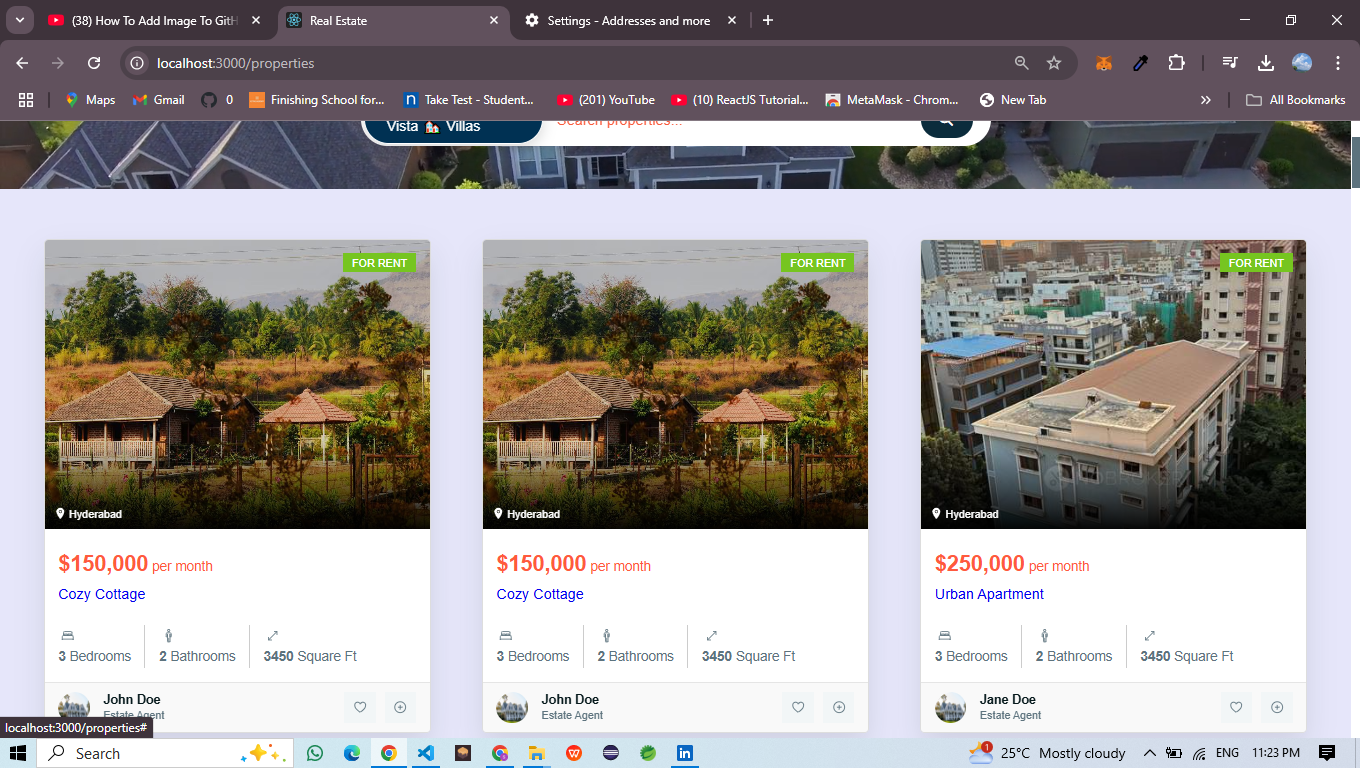 (38) How To Add Image To GitH
Real Estate
Settings - Addresses and more
localhost:3000/properties
Maps
Gmail
0
Finishing School for...
Take Test - Student...
(201) YouTube
(10) ReactJS Tutorial...
MetaMask - Chrom...
New Tab
All Bookmarks
Vista Villas
Search properties...
FOR RENT
Hyderabad
$150,000 per month
Cozy Cottage
3 Bedrooms
2 Bathrooms
3450 Square Ft
John Doe
Estate Agent
FOR RENT
Hyderabad
$150,000 per month
Cozy Cottage
3 Bedrooms
2 Bathrooms
3450 Square Ft
John Doe
Estate Agent
FOR RENT
Hyderabad
$250,000 per month
Urban Apartment
3 Bedrooms
2 Bathrooms
3450 Square Ft
Jane Doe
Estate Agent
localhost:3000/properties#
Search
1
25°C Mostly cloudy
ENG
11:23 PM